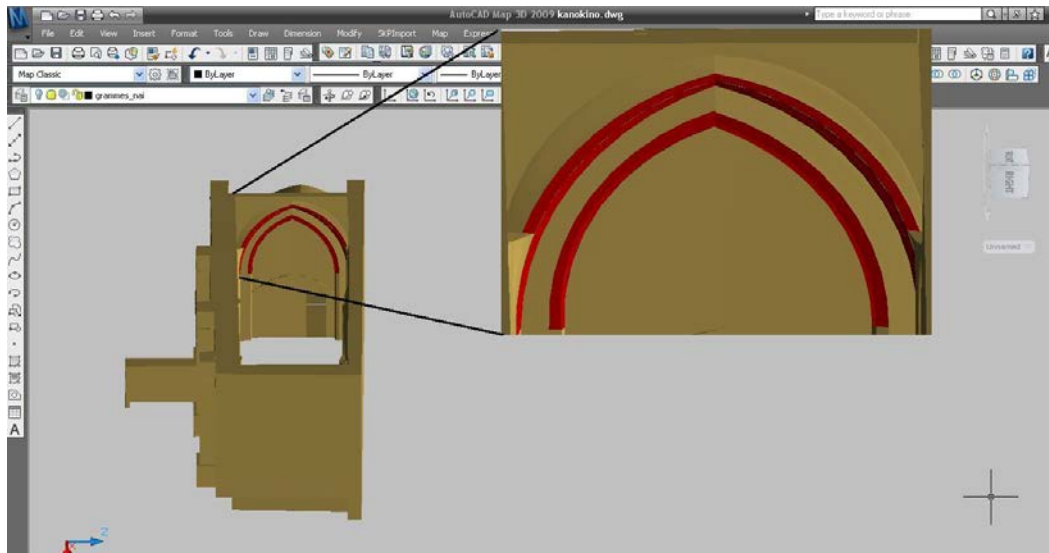 AutoCAD Map 3D 2009 kanokino.dwg
Type a keyword or phrase
File Edit View Insert Format Tools Draw Dimension Modify SkPImport Map Express
Map Classic ByLayer ByLayer ByLayer
grammes_nai
RIGHT
Unnamed
Z
A